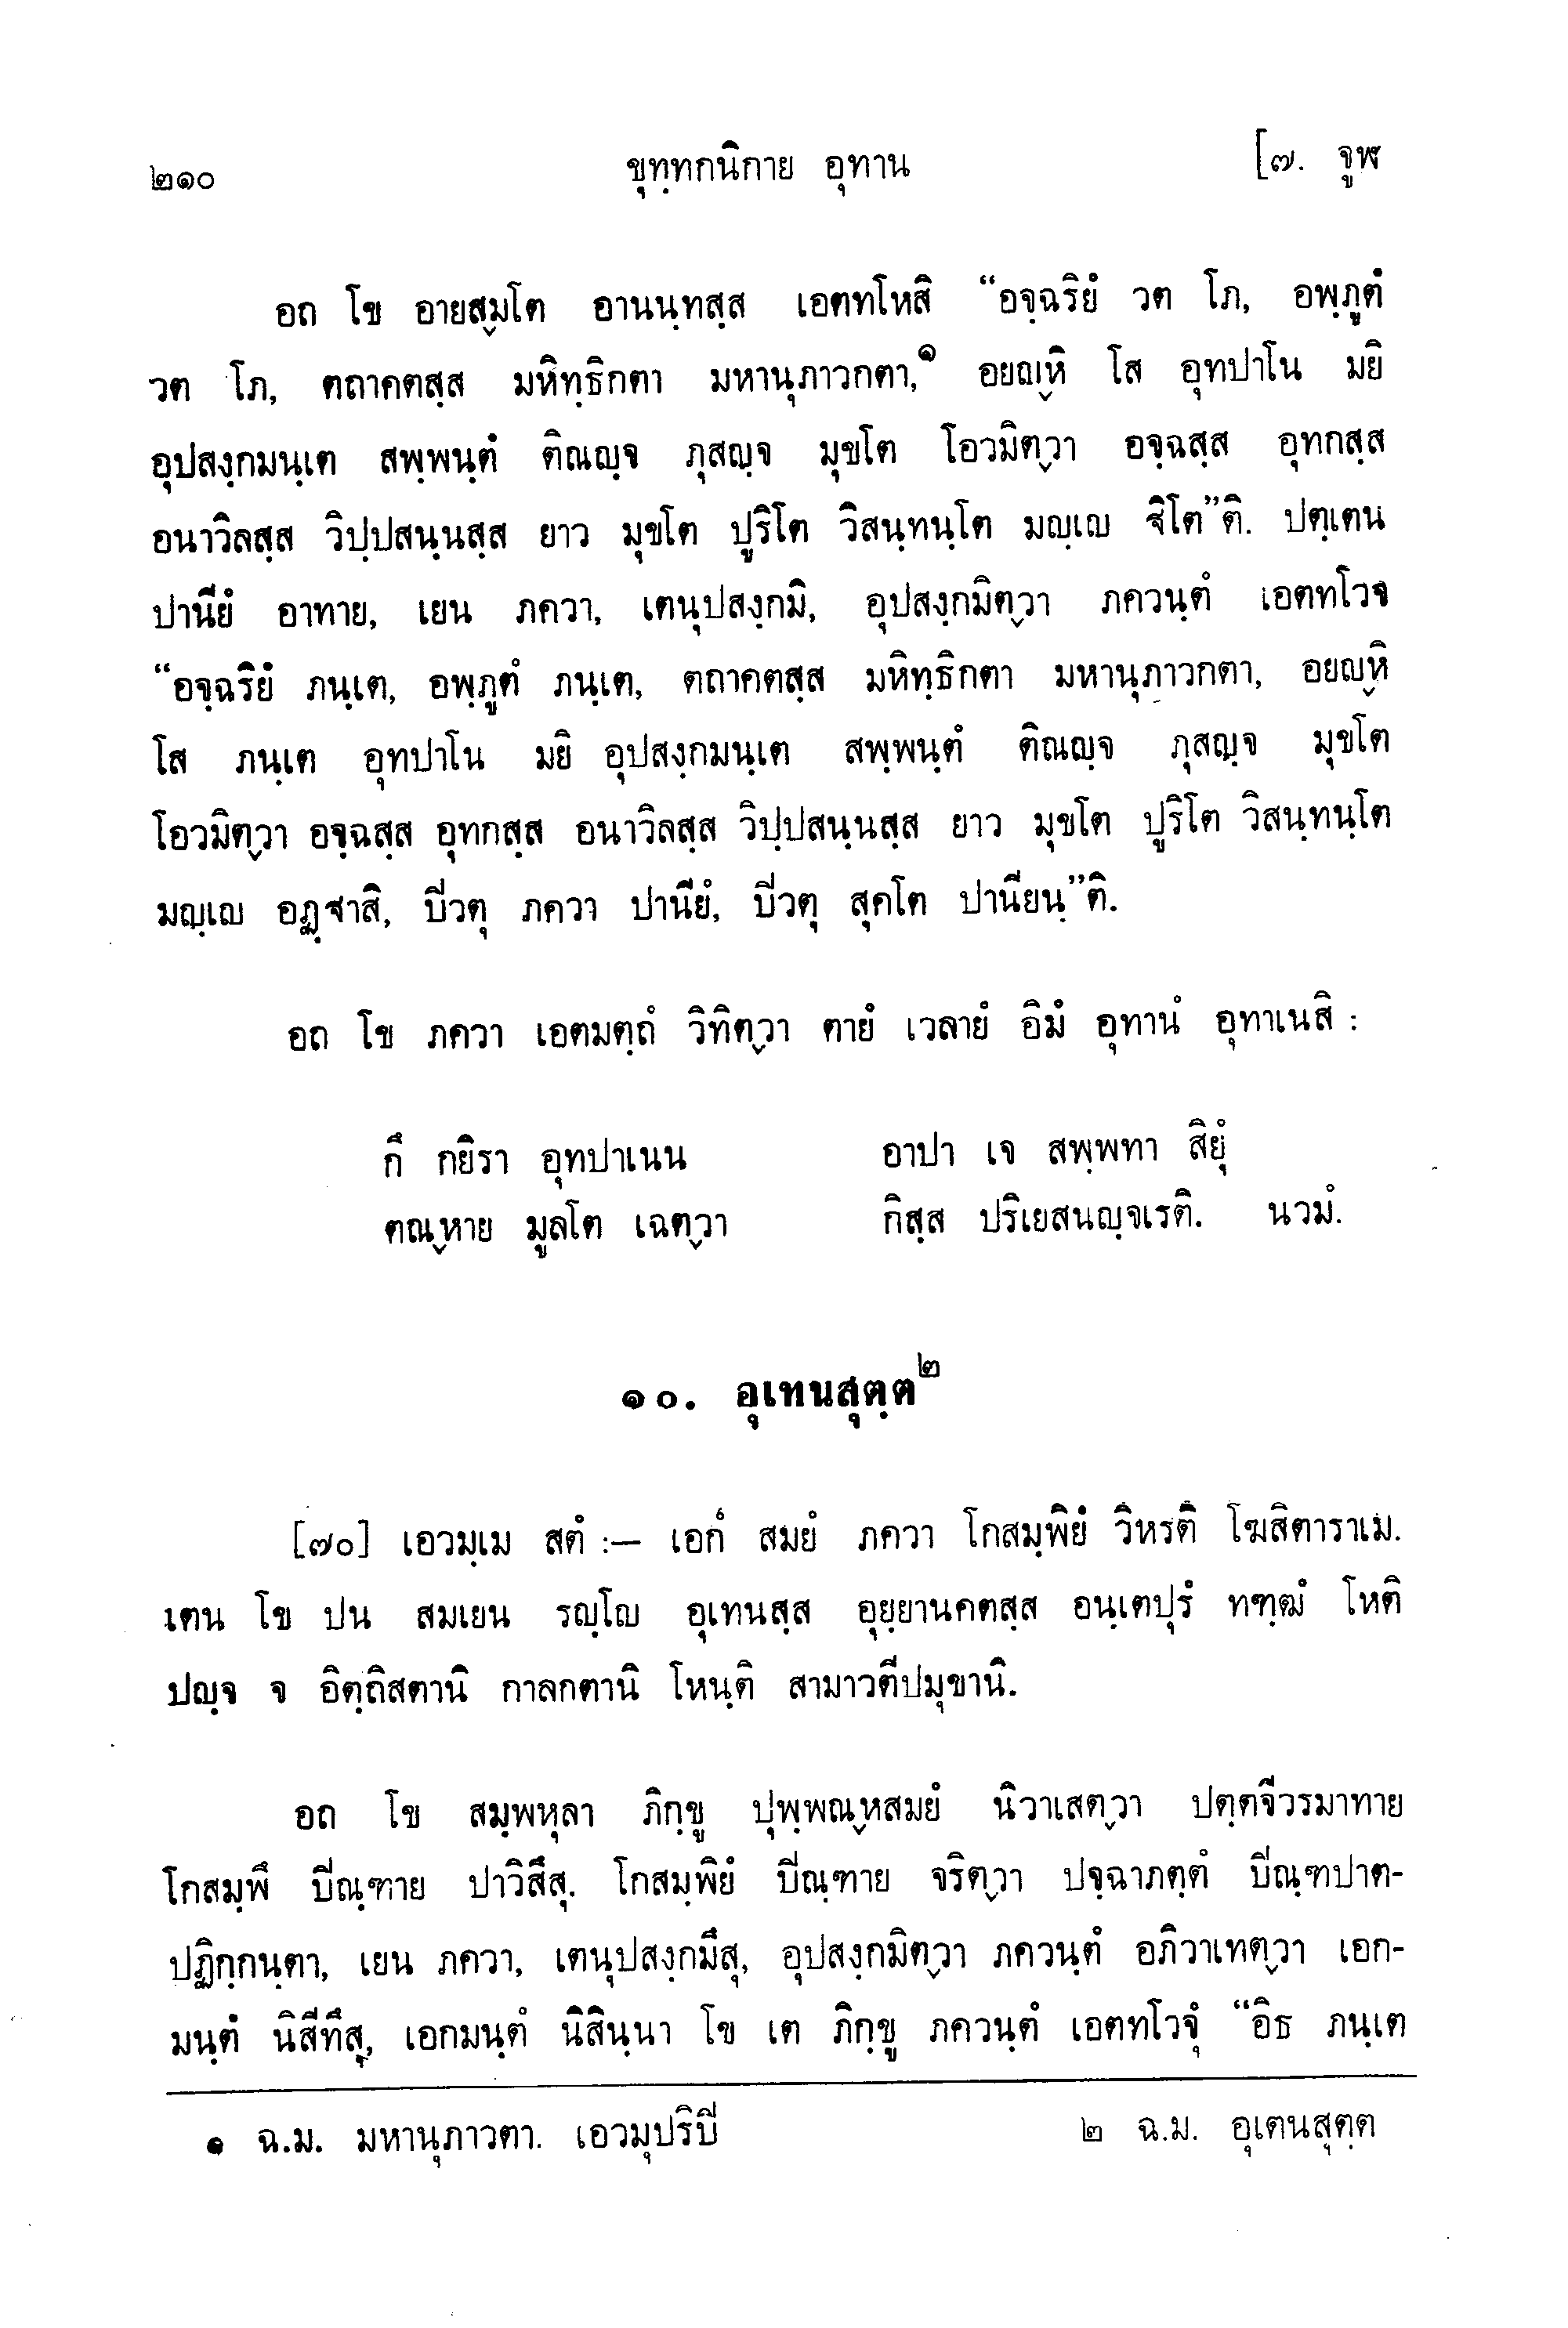 ๒๑๐ ขุทฺทกนิกาย อุทาน [๗. จูฬ
อถ โข อายสฺมโต อานนฺทสฺส เอตทโหสิ “อจฺฉริยํ วต โภ, อพฺภูตํ
วต โภ, ตถาคตสฺส มหิทฺธิกตา มหานุภาวกตา,๑ อยญฺหิ โส อุทปาโน มยิ
อุปสงฺกมนฺเต สพฺพนฺตํ ติณญฺจ ภุสญฺจ มุขโต โอวมิตฺวา อจฺฉสฺส อุทกสฺส
อนาวิลสฺส วิปฺปสนฺนสฺส ยาว มุขโต ปูริโต วิสนฺทนฺโต มญฺเญ ฐิโต”ติ. ปตฺเตน
ปานียํ อาทาย, เยน ภควา, เตนุปสงฺกมิ, อุปสงฺกมิตฺวา ภควนฺตํ เอตทโวจ
“อจฺฉริยํ ภนฺเต, อพฺภูตํ ภนฺเต, ตถาคตสฺส มหิทฺธิกตา มหานุภาวกตา, อยญฺหิ
โส ภนฺเต อุทปาโน มยิ อุปสงฺกมนฺเต สพฺพนฺตํ ติณญฺจ ภุสญฺจ มุขโต
โอวมิตฺวา อจฺฉสฺส อุทกสฺส อนาวิลสฺส วิปฺปสนฺนสฺส ยาว มุขโต ปูริโต วิสนฺทนฺโต
มญฺเญ อฏฺฐาสิ, ปิวตุ ภควา ปานียํ, ปิวตุ สุคโต ปานียนฺ”ติ.
อถ โข ภควา เอตมตฺถํ วิทิตฺวา ตายํ เวลายํ อิมํ อุทานํ อุทาเนสิ :
กึ กยิรา อุทปาเนน อาปา เจ สพฺพทา สิยุํ
ตณฺหาย มูลโต เฉตฺวา กิสฺส ปริเยสนญฺจเรติ. นวมํ.
๑๐. อุเทนสุตฺต๒
[๗๐] เอวมฺเม สตํ :— เอกํ สมยํ ภควา โกสมฺพิยํ วิหรติ โฆสิตาราเม.
เตน โข ปน สมเยน รญฺโญ อุเทนสฺส อุยฺยานคตสฺส อนฺเตปุรํ ทฑฺฒํ โหติ
ปญฺจ จ อิตฺถิสตานิ กาลกตานิ โหนฺติ สามาวตีปมุขานิ.
อถ โข สมฺพหุลา ภิกฺขู ปุพฺพณฺหสมยํ นิวาเสตฺวา ปตฺตจีวรมาทาย
โกสมฺพึ ปิณฺฑาย ปาวิสึสุ. โกสมฺพิยํ ปิณฺฑาย จริตฺวา ปจฺฉาภตฺตํ ปิณฺฑปาต-
ปฏิกฺกนฺตา, เยน ภควา, เตนุปสงฺกมึสุ, อุปสงฺกมิตฺวา ภควนฺตํ อภิวาเทตฺวา เอก-
มนฺตํ นิสีทึสุ, เอกมนฺตํ นิสินฺนา โข เต ภิกฺขู ภควนฺตํ เอตทโวจุํ “อิธ ภนฺเต
๑ ฉ.ม. มหานุภาวตา. เอวมุปริปิ ๒ ฉ.ม. อุเตนสุตฺต